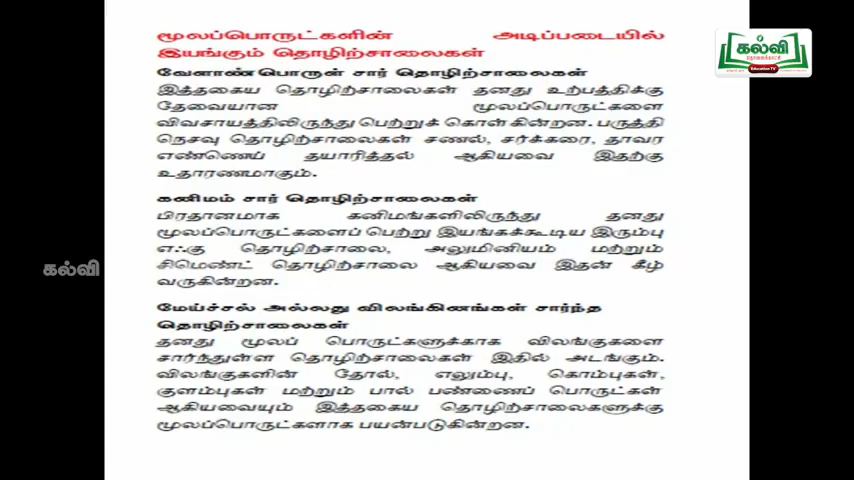 மூலப்பொருட்களின் அடிப்படையில்
இயங்கும் தொழிற்சாலைகள்
வேளாண்பொருள் சார் தொழிற்சாலைகள்
இத்தகைய தொழிற்சாலைகள் தனது உற்பத்திக்கு
தேவையான மூலப்பொருட்களை
விவசாயத்திலிருந்து பெற்றுக் கொள்கின்றன. பருத்தி
நெசவு தொழிற்சாலைகள் சணல், சர்க்கரை, தாவர
எண்ணெய் தயாரித்தல் ஆகியவை இதற்கு
உதாரணமாகும்.
கனிமம் சார் தொழிற்சாலைகள்
பிரதானமாக கனிமங்களிலிருந்து தனது
மூலப்பொருட்களைப் பெற்று இயங்கக்கூடிய இரும்பு
எஃகு தொழிற்சாலை, அலுமினியம் மற்றும்
சிமெண்ட் தொழிற்சாலை ஆகியவை இதன் கீழ்
வருகின்றன.
மேய்ச்சல் அல்லது விலங்கினங்கள் சார்ந்த
தொழிற்சாலைகள்
தனது மூலப் பொருட்களுக்காக விலங்குகளை
சார்ந்துள்ள தொழிற்சாலைகள் இதில் அடங்கும்.
விலங்குகளின் தோல், எலும்பு, கொம்புகள்,
குளம்புகள் மற்றும் பால் பண்ணைப் பொருட்கள்
ஆகியவையும் இத்தகைய தொழிற்சாலைகளுக்கு
மூலப்பொருட்களாக பயன்படுகின்றன.
கல்வி
கல்வி
தொலைக்காட்சி
Education TV